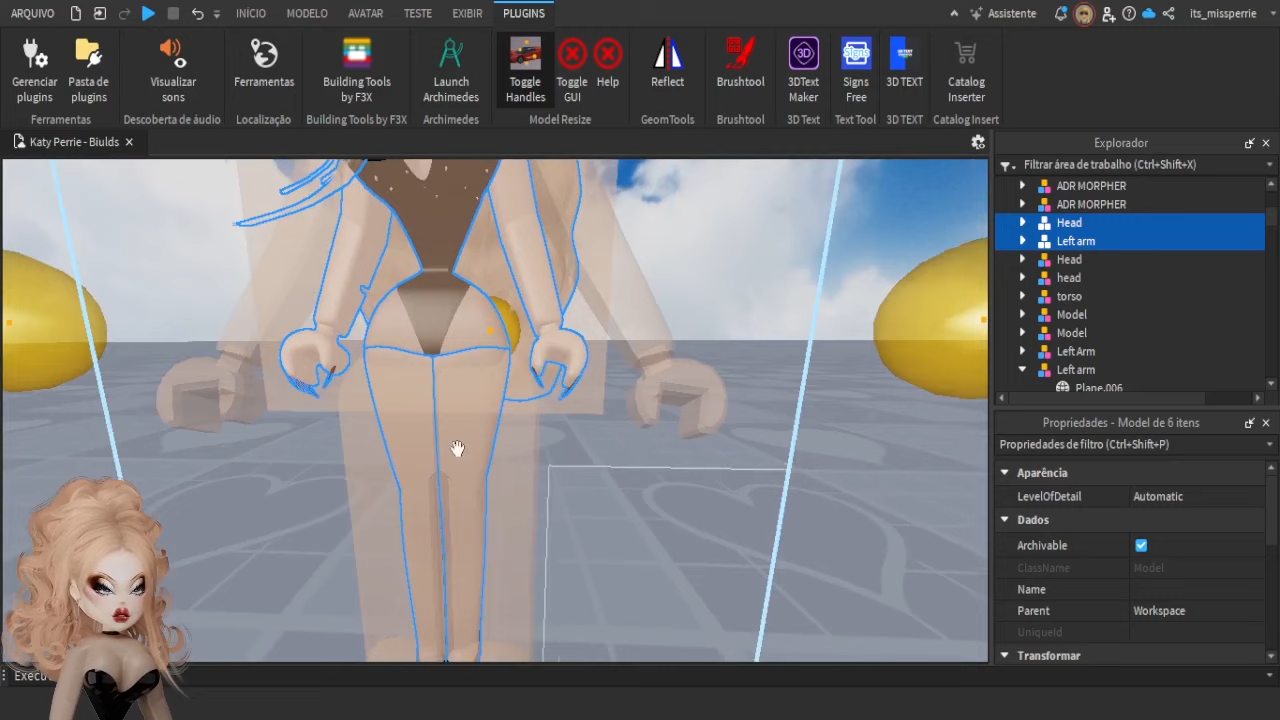 ARQUIVO INÍCIO MODELO AVATAR TESTE EXIBIR PLUGINS Assistente its_missperrie
Gerenciar plugins
Pasta de plugins
Visualizar sons
Ferramentas
Building Tools by F3X
Launch Archimedes
Toggle Handles
Toggle GUI
Help
Reflect
Brushtool
3D
3DText Maker
Signs
Signs Free
3D TEXT
3D TEXT
Catalog Inserter
Ferramentas Descoberta de áudio Localização Building Tools by F3X Archimedes Model Resize GeomTools Brushtool 3D Text Text Tool 3D TEXT Catalog Insert
Katy Perrie - Biulds
Explorador
Filtrar área de trabalho (Ctrl+Shift+X)
ADR MORPHER
ADR MORPHER
Head
Left arm
Head
head
torso
Model
Model
Left Arm
Left arm
Plane.006
Propriedades - Model de 6 itens
Propriedades de filtro (Ctrl+Shift+P)
Aparência
LevelOfDetail Automatic
Dados
Archivable
ClassName Model
Name
Parent Workspace
UniqueId
Transformar